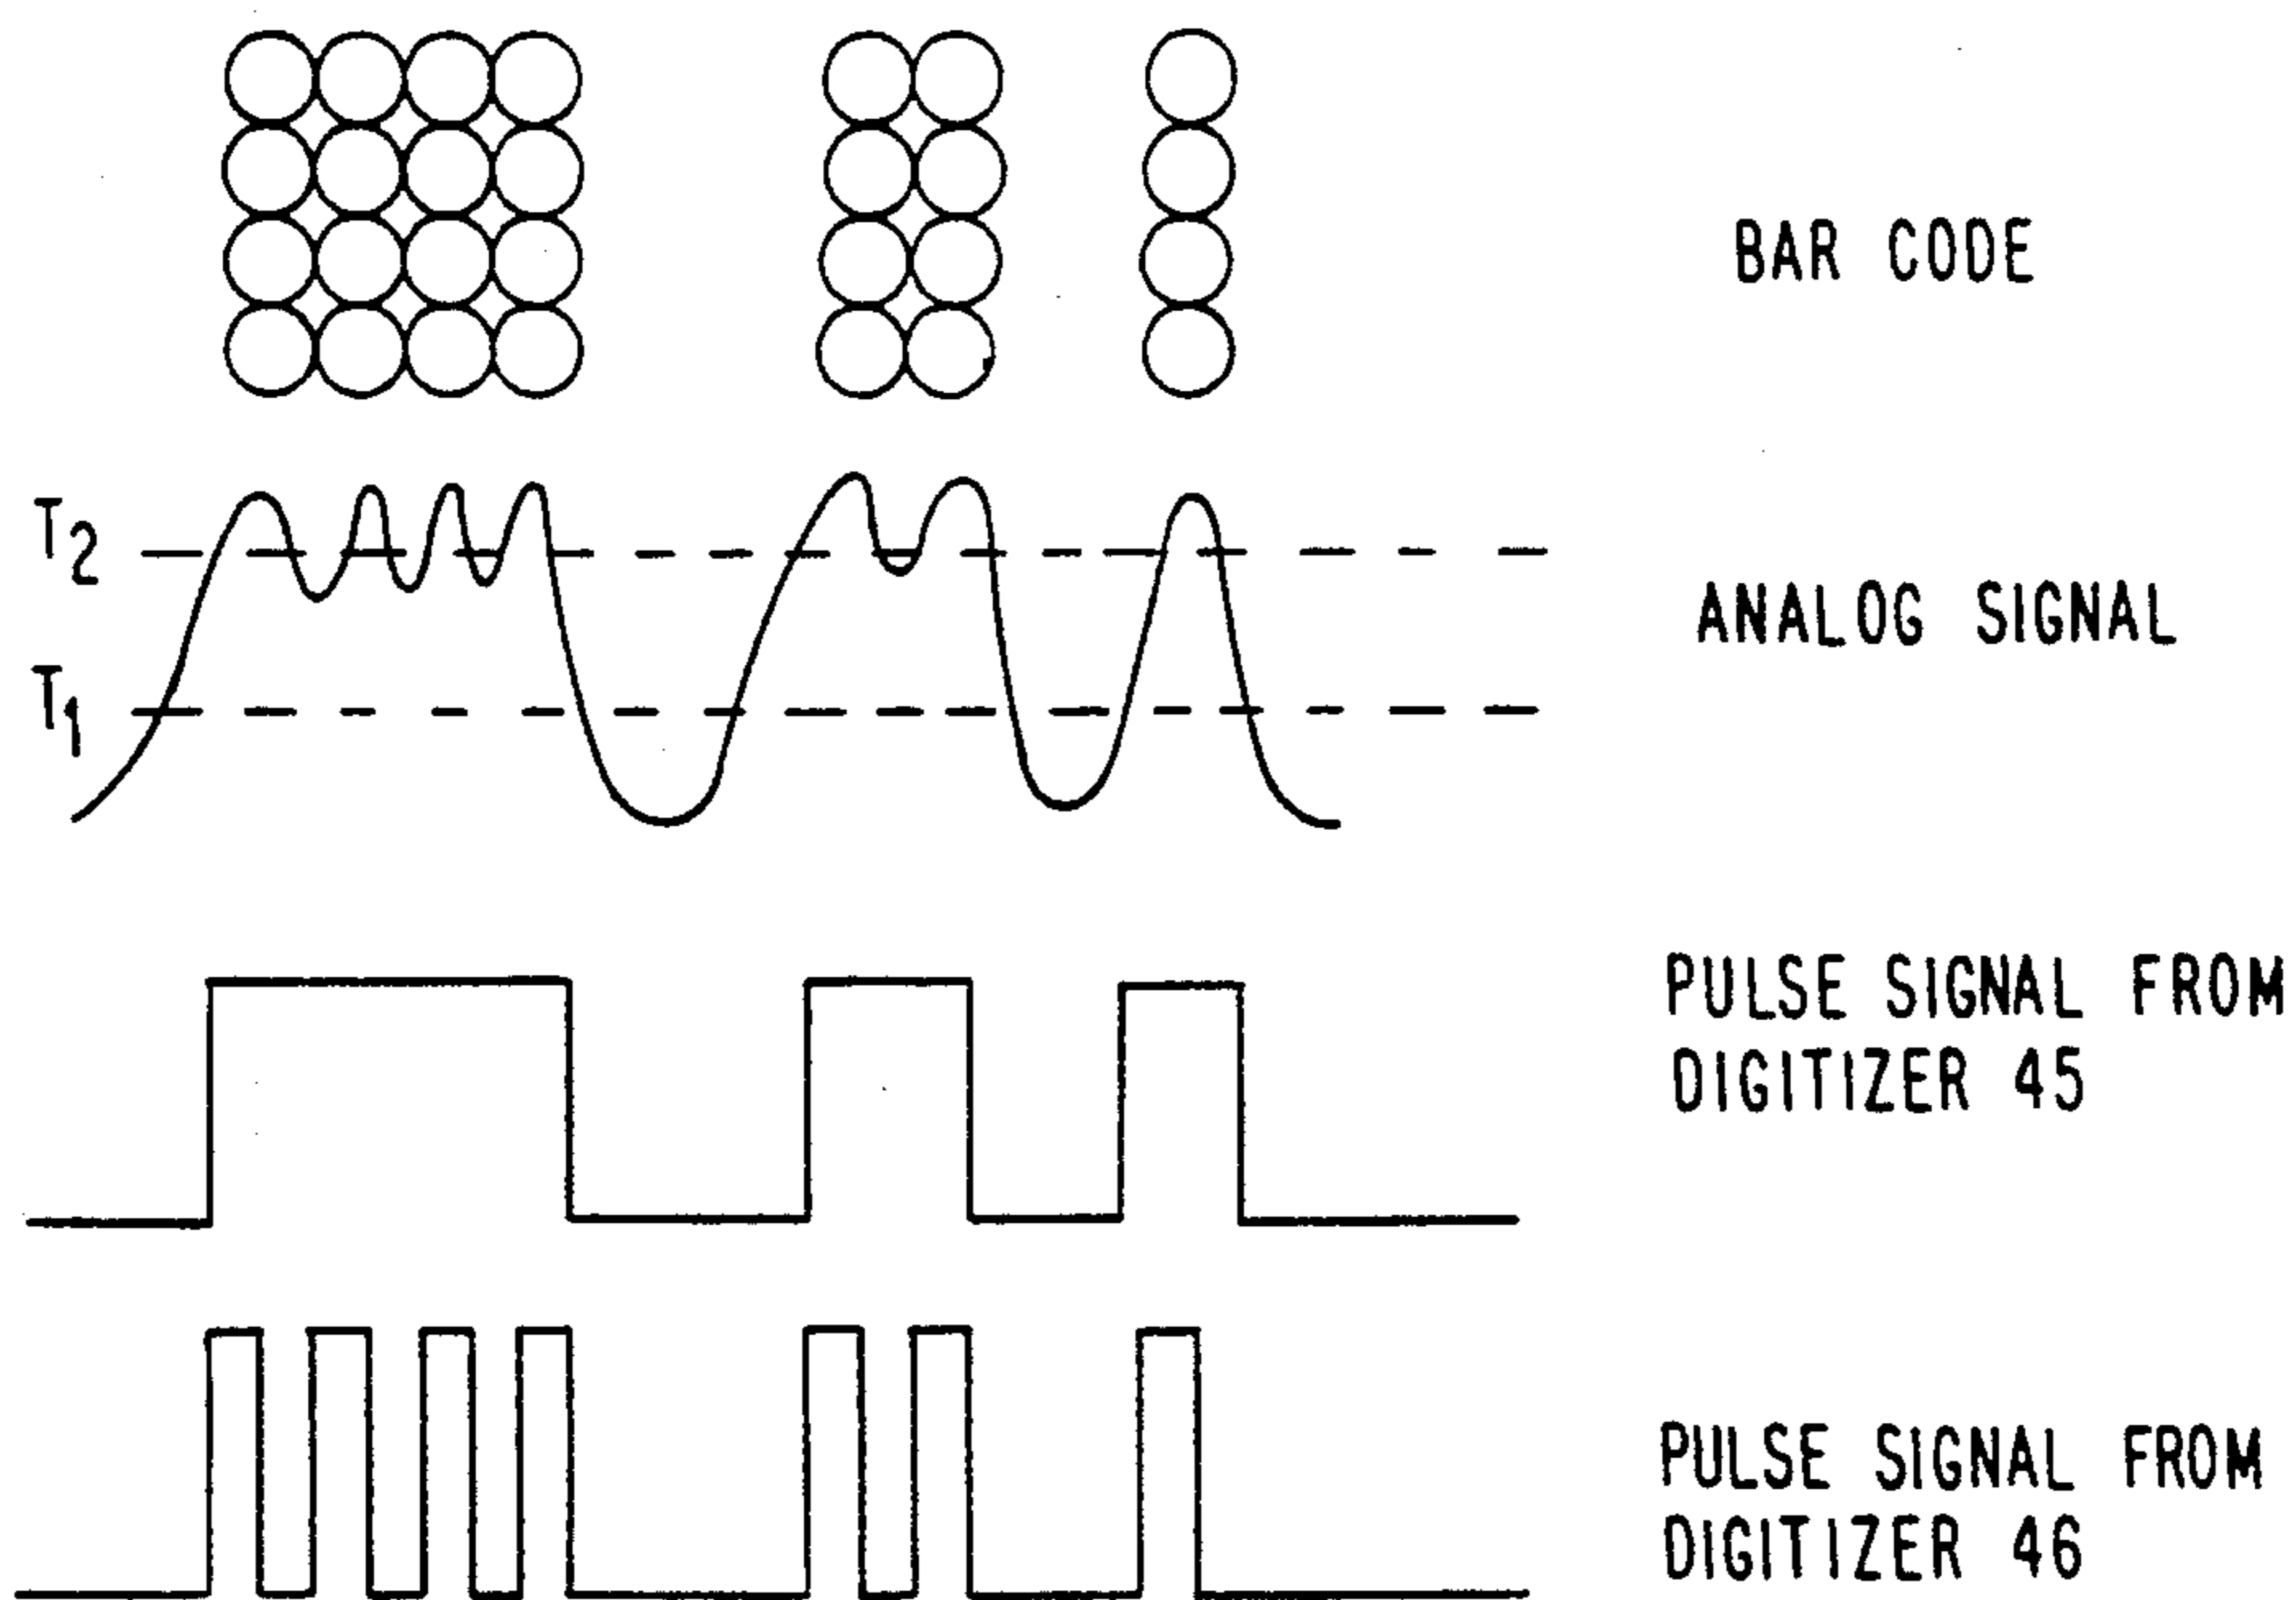 BAR CODE
T2
ANALOG SIGNAL
T1
PULSE SIGNAL FROM
DIGITIZER 45
PULSE SIGNAL FROM
DIGITIZER 46